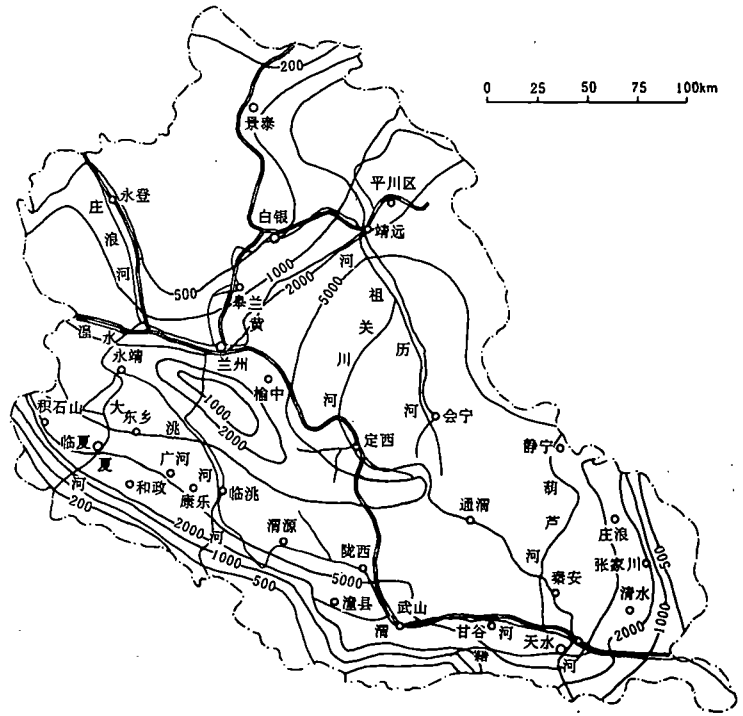 200
0 25 50 75 100km
景泰
平川区
永登
庄浪河
白银
靖远
500
1000
2000
河
5000
祖
皋兰
黄
关
川
河
历
河
湟水
兰州
永靖
榆中
1000
2000
积石山
大
东乡
洮
临夏
夏
广河
河
会宁
定西
静宁
葫芦河
河
和政
康乐
临洮
河
通渭
庄浪
200
2000
1000
500
渭源
陇西
5000
秦安
张家川
500
清水
1000
2000
漳县
武山
渭
甘谷
河
天水
藉
河